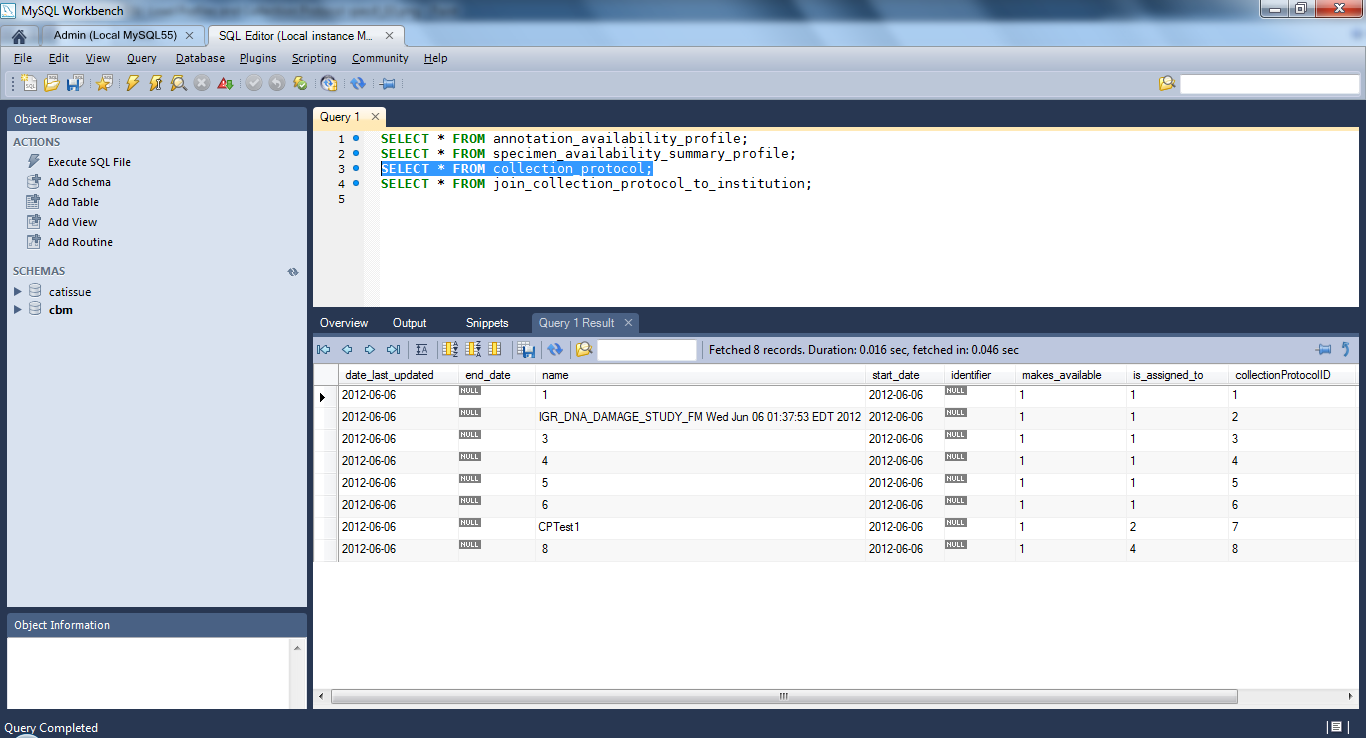 MySQL Workbench
Admin (Local MySQL55) SQL Editor (Local instance M...
File Edit View Query Database Plugins Scripting Community Help
Object Browser
ACTIONS
Execute SQL File
Add Schema
Add Table
Add View
Add Routine
SCHEMAS
catissue
cbm
Object Information
Query 1
1 SELECT * FROM annotation_availability_profile;
2 SELECT * FROM specimen_availability_summary_profile;
3 SELECT * FROM collection_protocol;
4 SELECT * FROM join_collection_protocol_to_institution;
5
Overview Output Snippets Query 1 Result
Fetched 8 records. Duration: 0.016 sec, fetched in: 0.046 sec
date_last_updated end_date name start_date identifier makes_available is_assigned_to collectionProtocolID
2012-06-06 NULL 1 2012-06-06 NULL 1 1 1
2012-06-06 NULL IGR_DNA_DAMAGE_STUDY_FM Wed Jun 06 01:37:53 EDT 2012 2012-06-06 NULL 1 1 2
2012-06-06 NULL 3 2012-06-06 NULL 1 1 3
2012-06-06 NULL 4 2012-06-06 NULL 1 1 4
2012-06-06 NULL 5 2012-06-06 NULL 1 1 5
2012-06-06 NULL 6 2012-06-06 NULL 1 1 6
2012-06-06 NULL CPTest1 2012-06-06 NULL 1 2 7
2012-06-06 NULL 8 2012-06-06 NULL 1 4 8
Query Completed